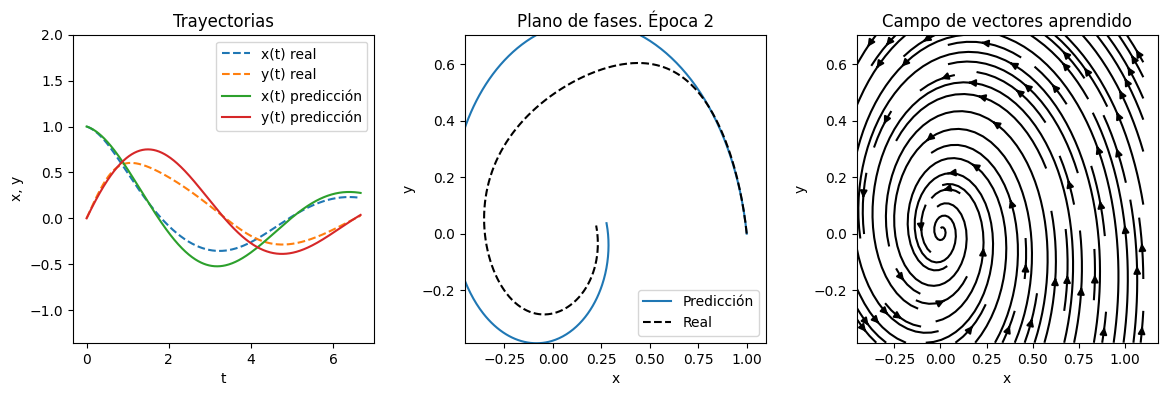 Trayectorias
2.0
1.5
1.0
0.5
0.0
−0.5
−1.0
x, y
0
2
4
6
t
x(t) real
y(t) real
x(t) predicción
y(t) predicción
Plano de fases. Época 2
0.6
0.4
0.2
0.0
−0.2
y
−0.25
0.00
0.25
0.50
0.75
1.00
x
Predicción
Real
Campo de vectores aprendido
0.6
0.4
0.2
0.0
−0.2
y
−0.25
0.00
0.25
0.50
0.75
1.00
x